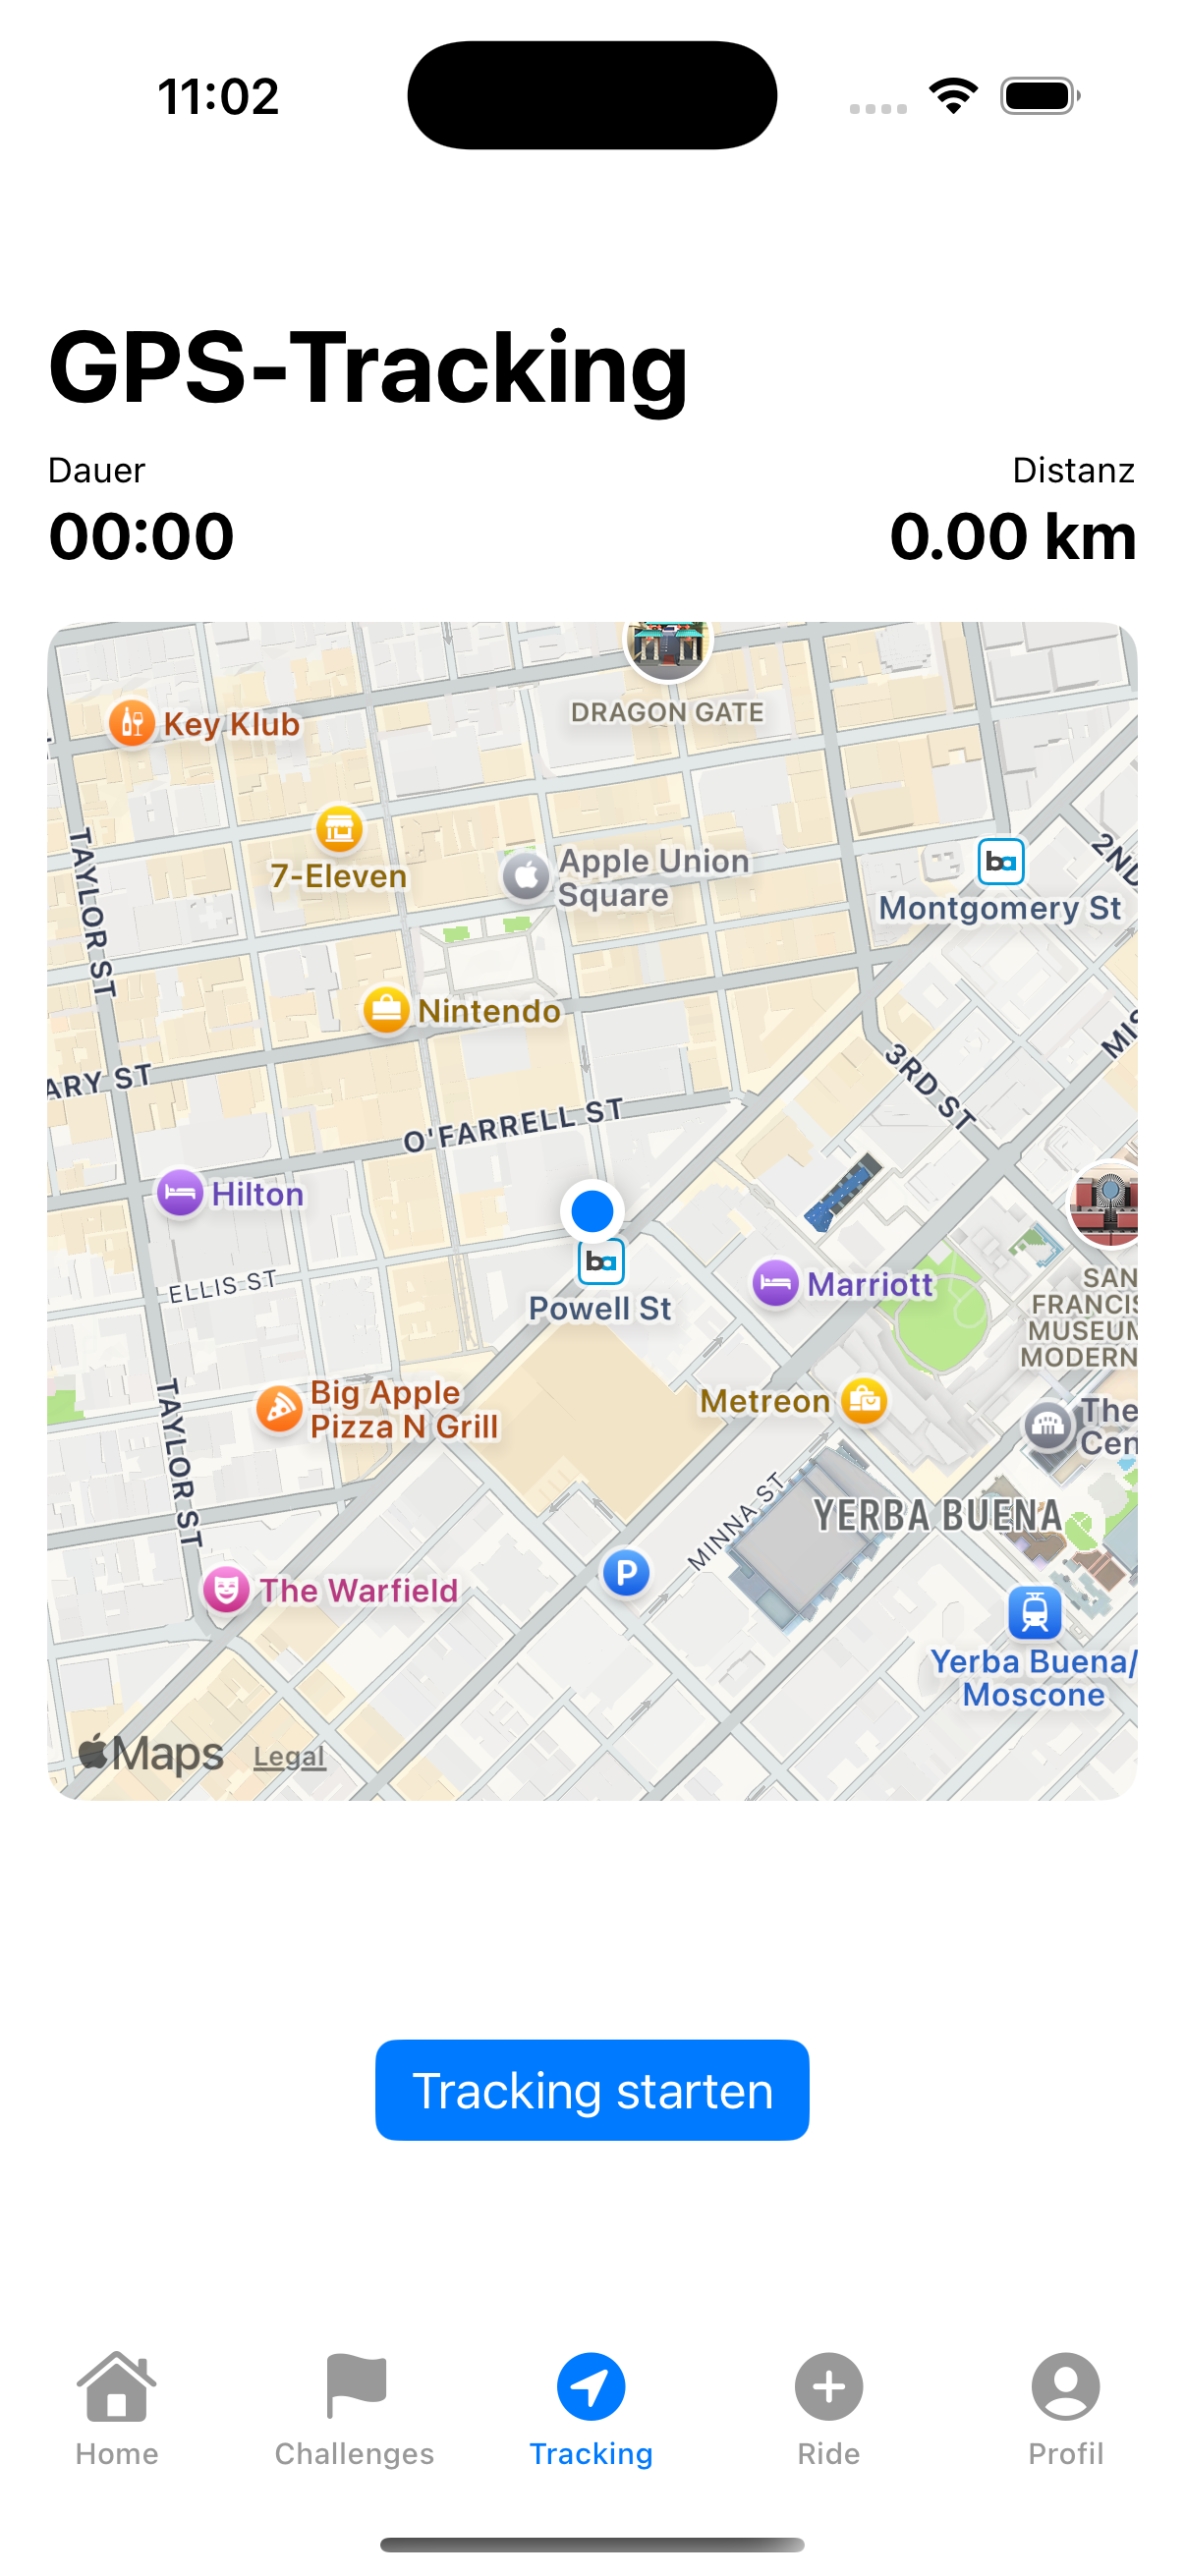 11:02
GPS-Tracking
Dauer
Distanz
00:00
0.00 km
DRAGON GATE
Key Klub
7-Eleven
Apple Union
Square
ba
Montgomery St
2ND
TAYLOR ST
Nintendo
ARY ST
3RD ST
MIS
O'FARRELL ST
Hilton
ba
Powell St
ELLIS ST
Marriott
SAN
FRANCIS
MUSEUM
MODERN
Big Apple
Pizza N Grill
Metreon
The
Cen
TAYLOR ST
MINNA ST
YERBA BUENA
P
The Warfield
Yerba Buena/
Moscone
Maps
Legal
Tracking starten
Home
Challenges
Tracking
Ride
Profil